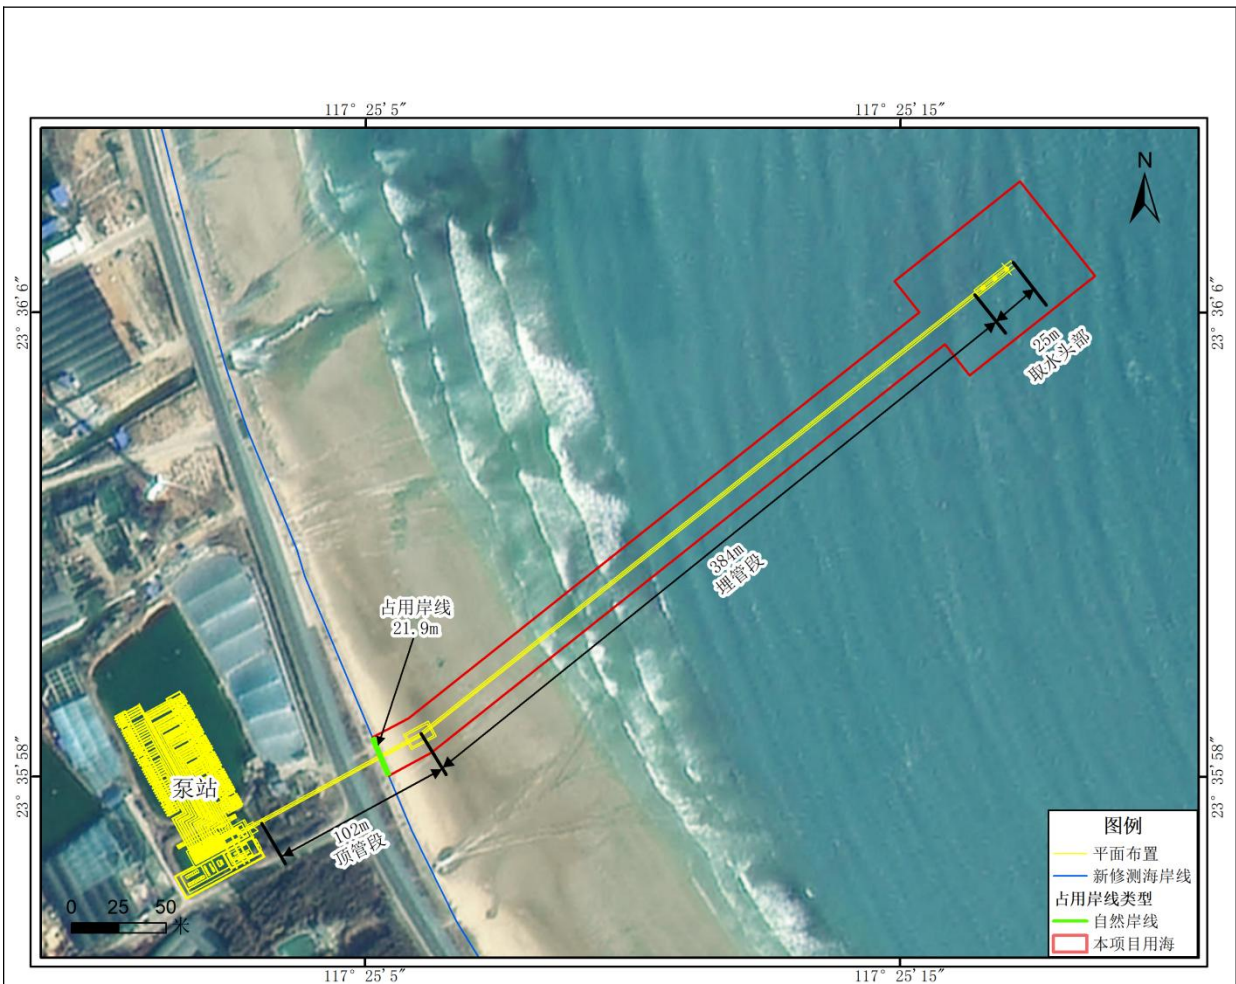 117° 25′5″
117° 25′15″
N
23° 36′6″
23° 36′6″
25m
取水头部
384m
埋管段
占用岸线
21.9m
23° 35′58″
23° 35′58″
泵站
102m
顶管段
0 25 50
米
图例
平面布置
新修测海岸线
占用岸线类型
自然岸线
本项目用海
117° 25′5″
117° 25′15″